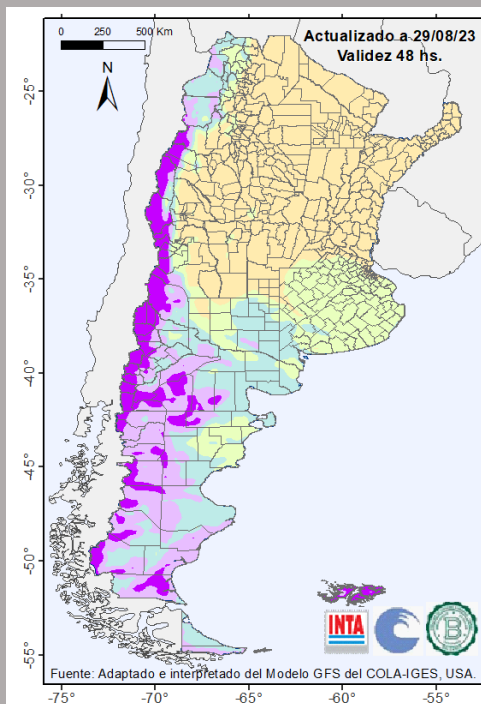 Actualizado a 29/08/23
Validez 48 hs.
0 250 500 Km
N
-25°
-30°
-35°
-40°
-45°
-50°
-55°
INTA
B
Fuente: Adaptado e interpretado del Modelo GFS del COLA-IGES, USA.
-75° -70° -65° -60° -55°